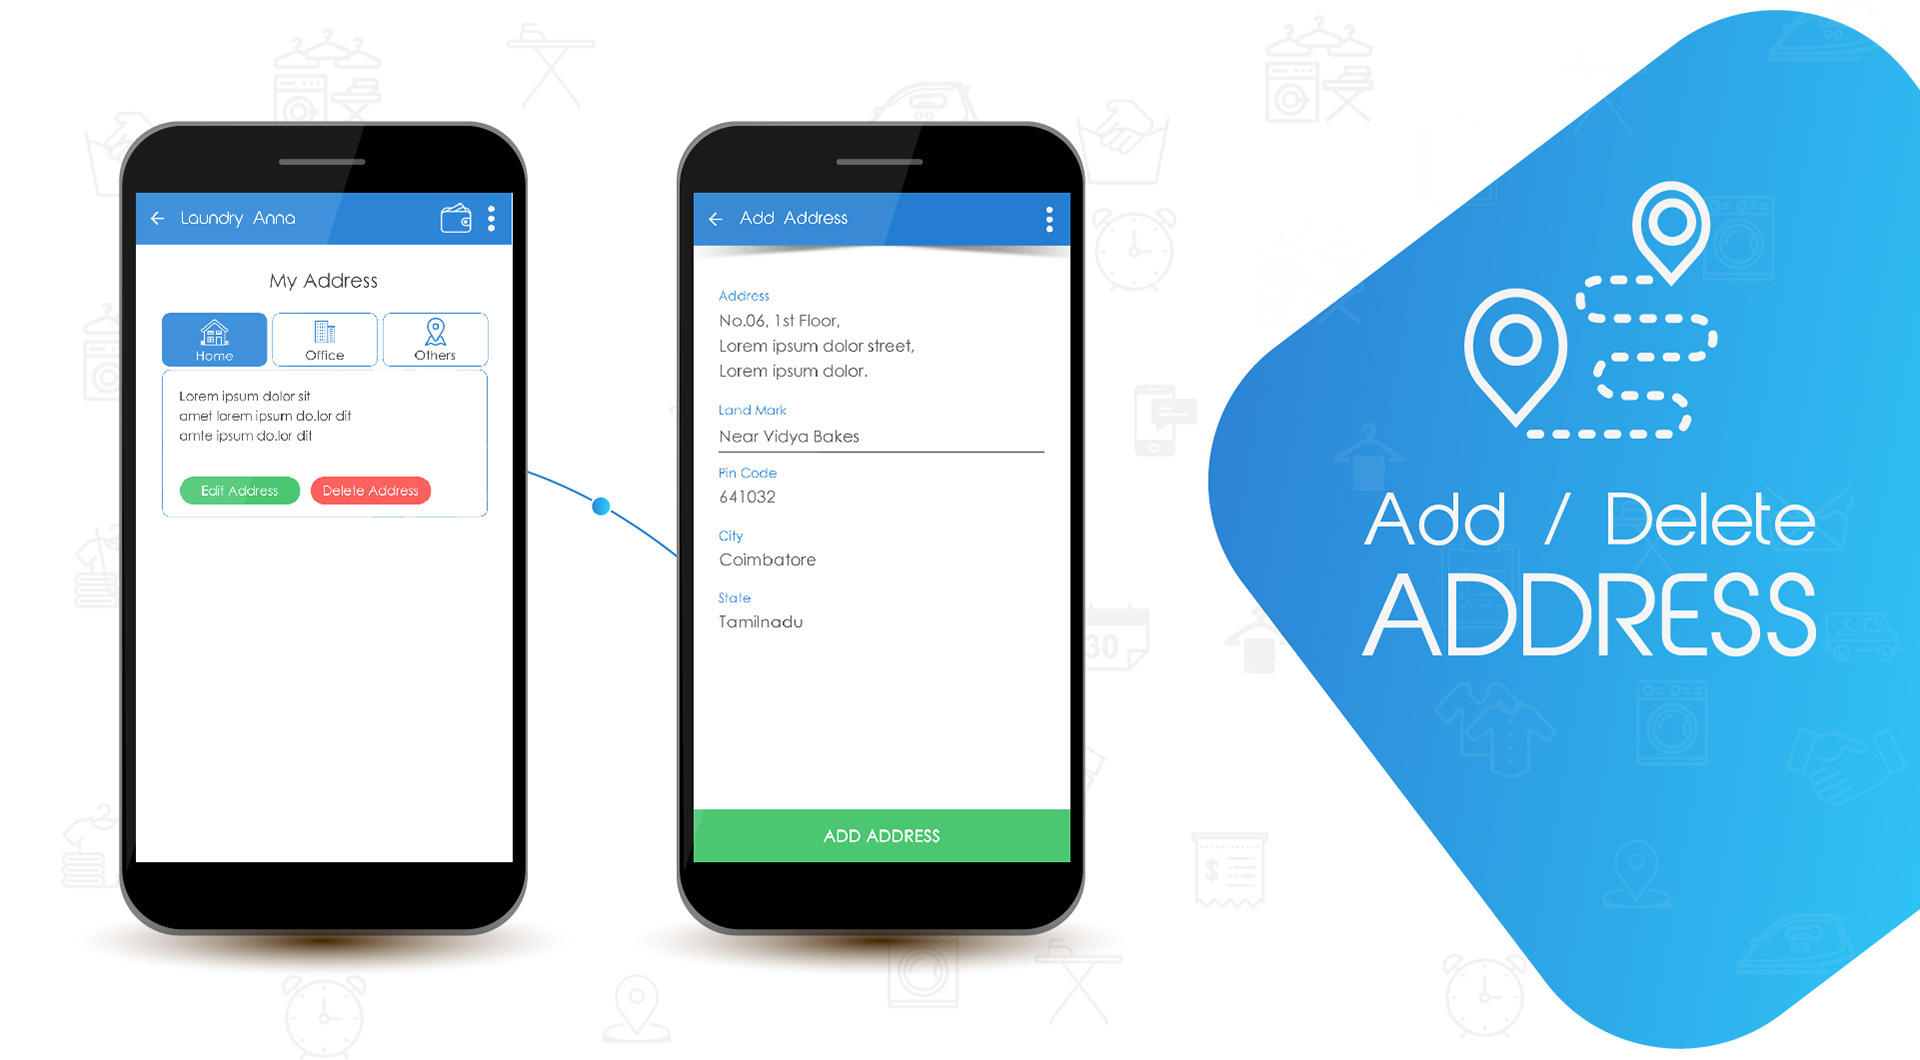 Laundry Anna
My Address
Home
Office
Others
Lorem ipsum dolor sit
amet lorem ipsum do.lor dit
amte ipsum do.lor dit
Edit Address
Delete Address
Add Address
Address
No.06, 1st Floor,
Lorem ipsum dolor street,
Lorem ipsum dolor.
Land Mark
Near Vidya Bakes
Pin Code
641032
City
Coimbatore
State
Tamilnadu
ADD ADDRESS
30
$
Add / Delete
ADDRESS